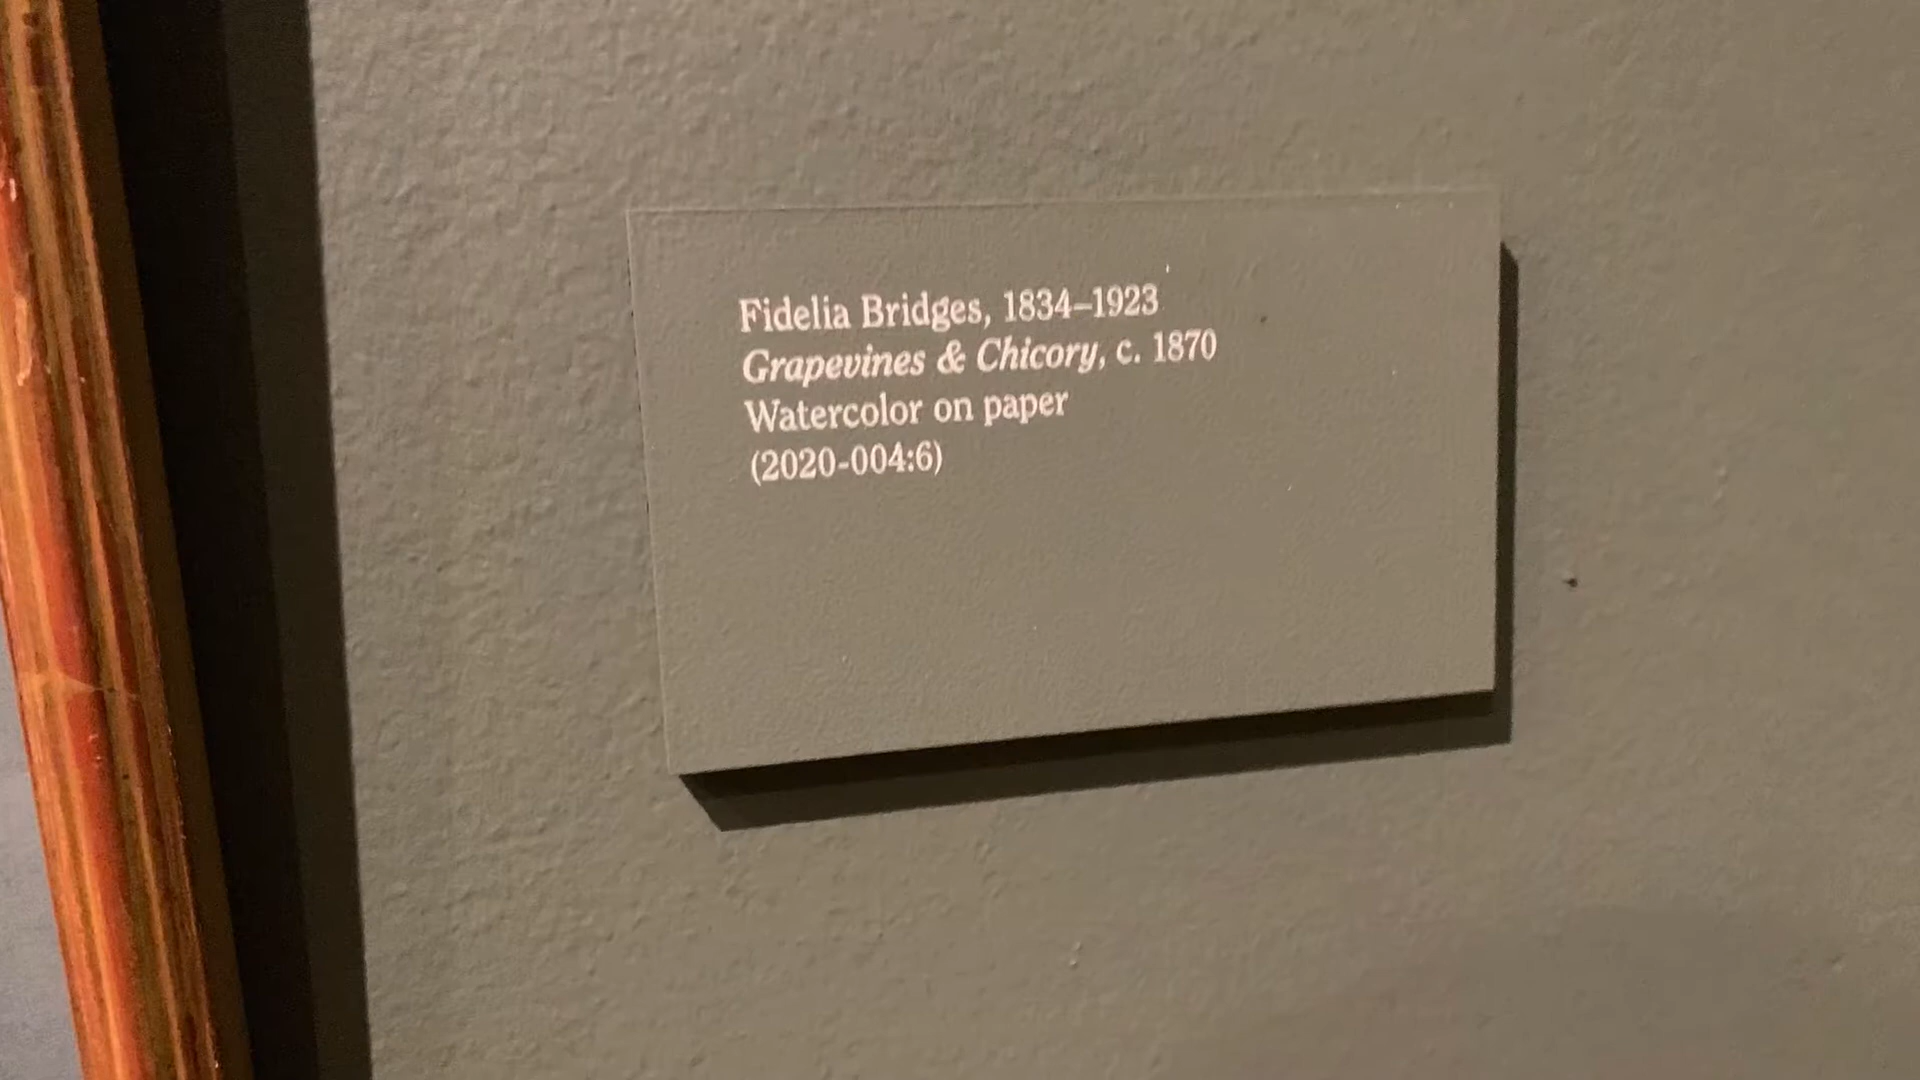 Fidelia Bridges, 1834–1923
Grapevines & Chicory, c. 1870
Watercolor on paper
(2020-004:6)